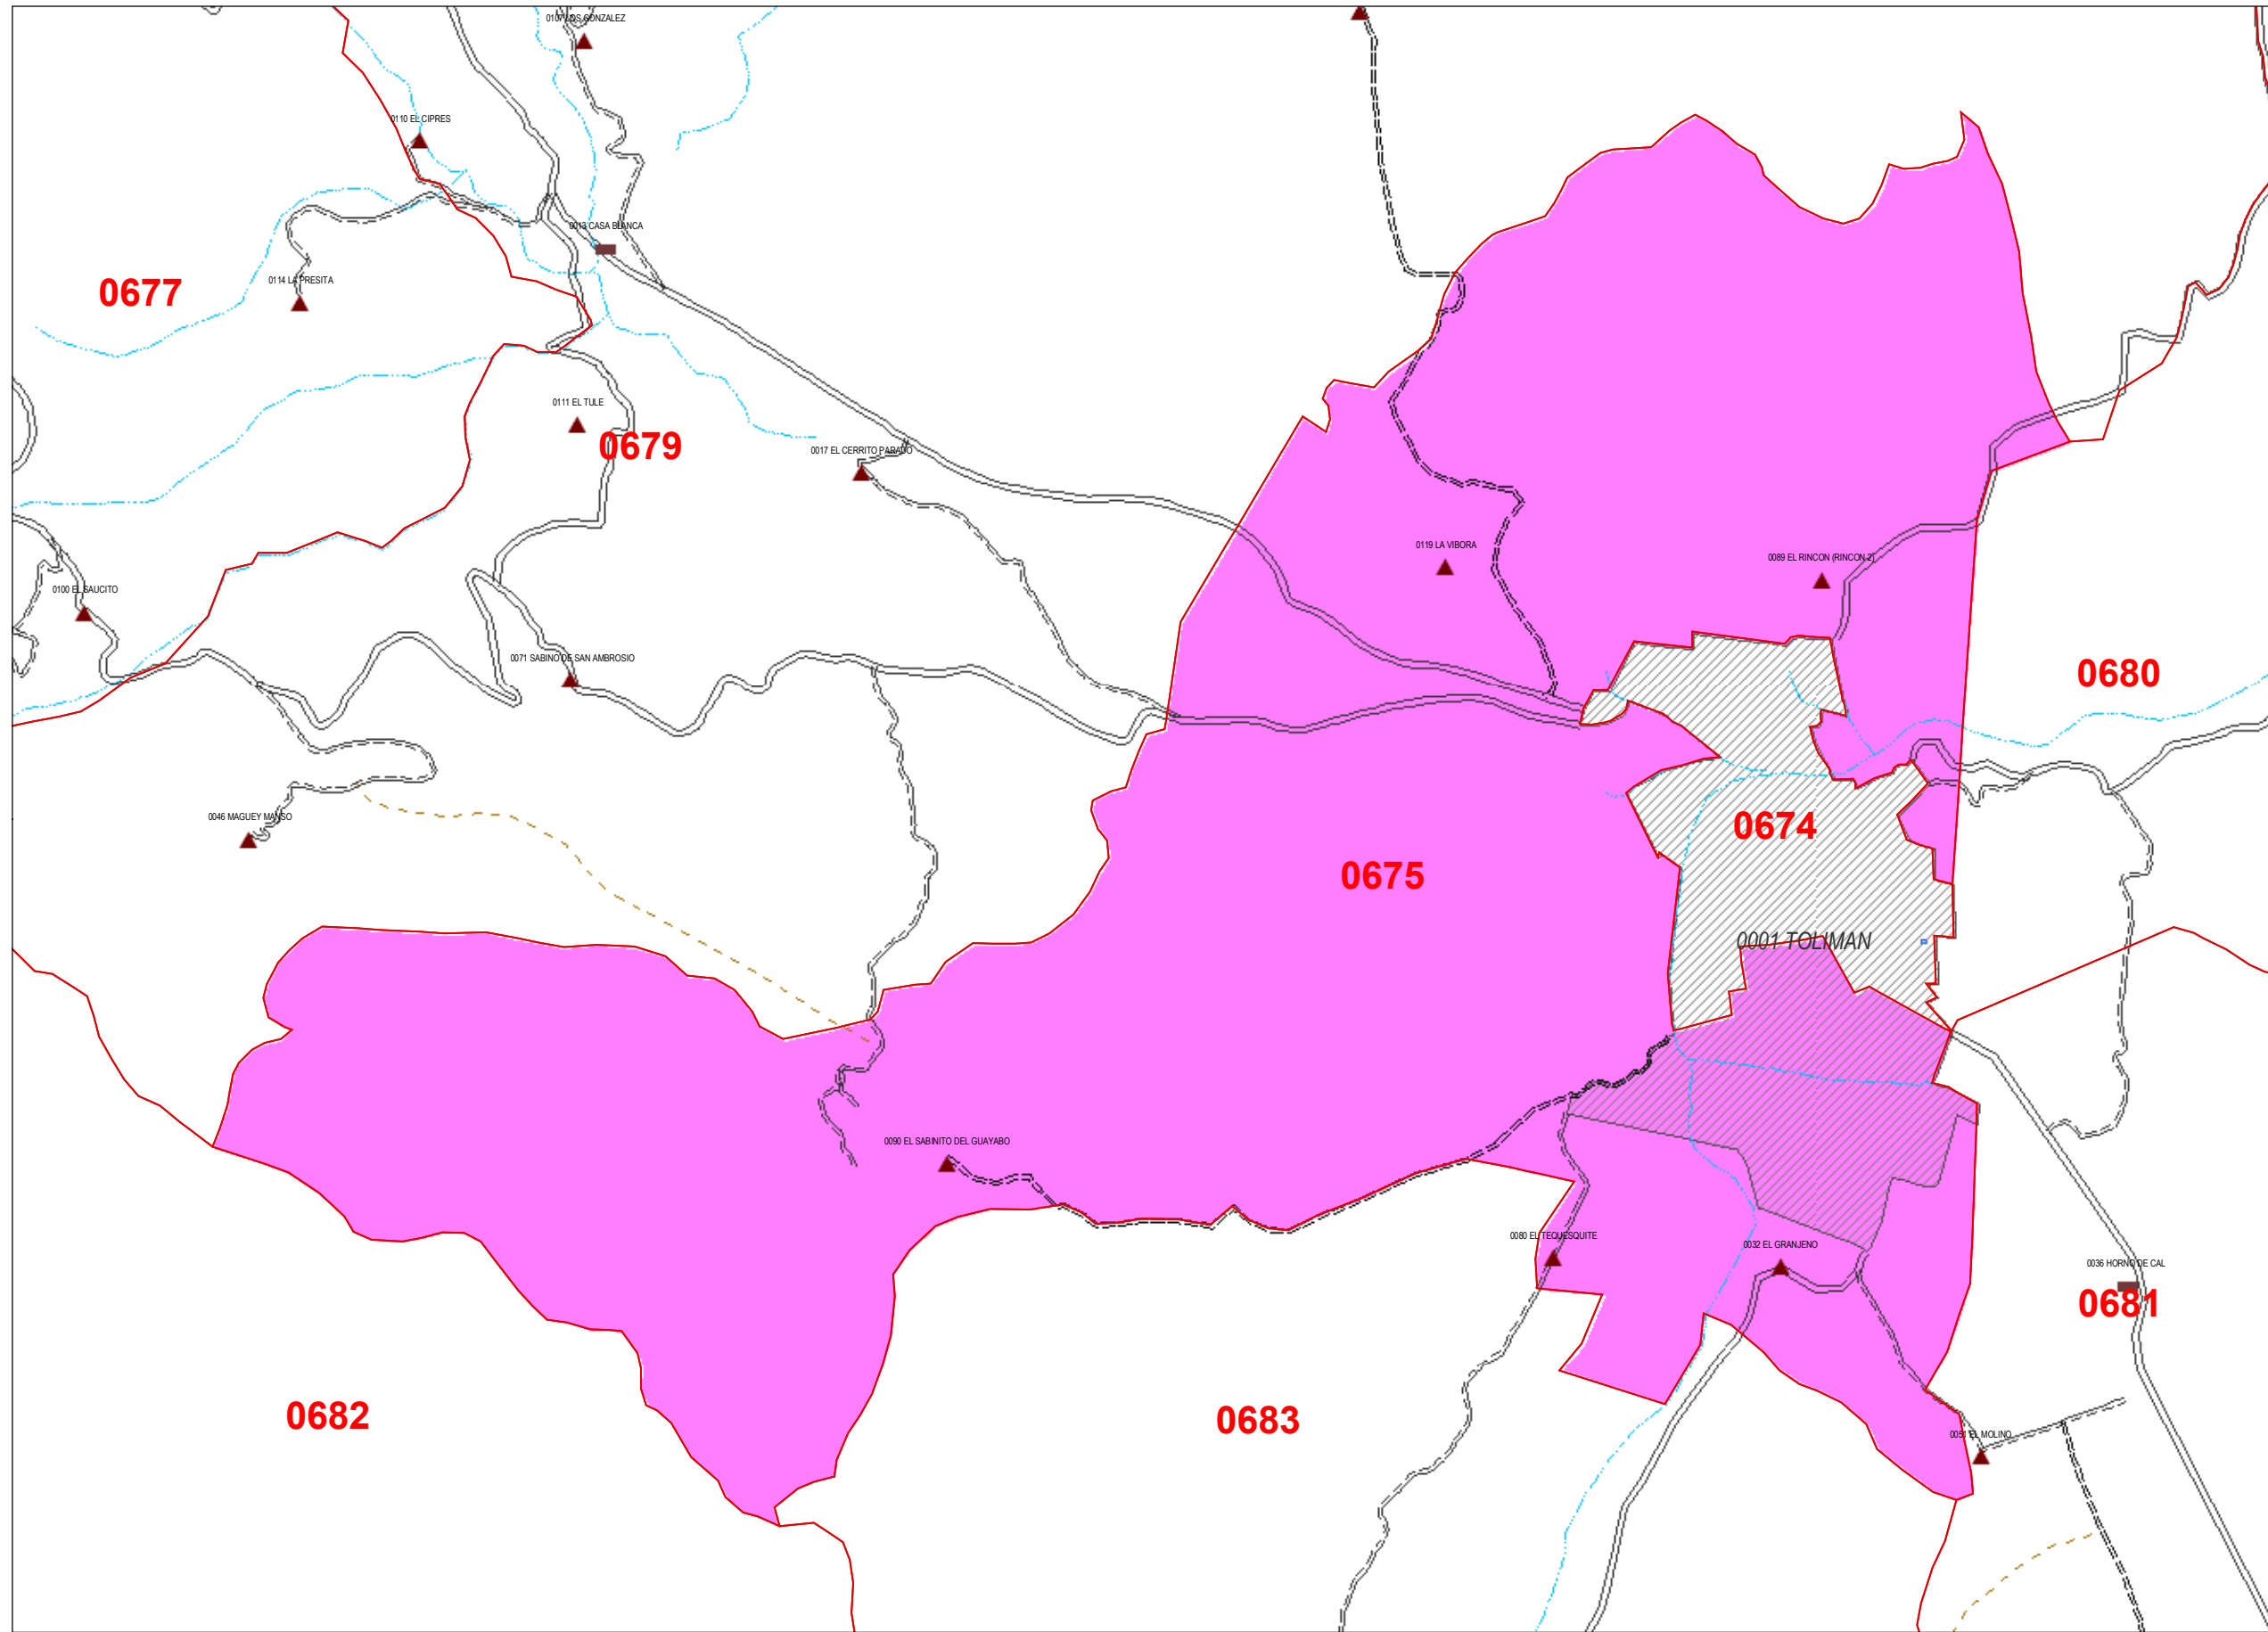 0107 LOS GONZALEZ
0110 EL CIPRES
0013 CASA BLANCA
0677
0114 LA PRESITA
0111 EL TULE
0679
0017 EL CERRITO PARADO
0119 LA VIBORA
0089 EL RINCON (RINCON 2)
0100 EL SAUCITO
0071 SABINO DE SAN AMBROSIO
0680
0046 MAGUEY MANSO
0674
0675
0001 TOLIMAN
0090 EL SABINITO DEL GUAYABO
0080 EL TEQUESQUITE
0032 EL GRANJENO
0036 HORNO DE CAL
0681
0682
0683
0051 EL MOLINO